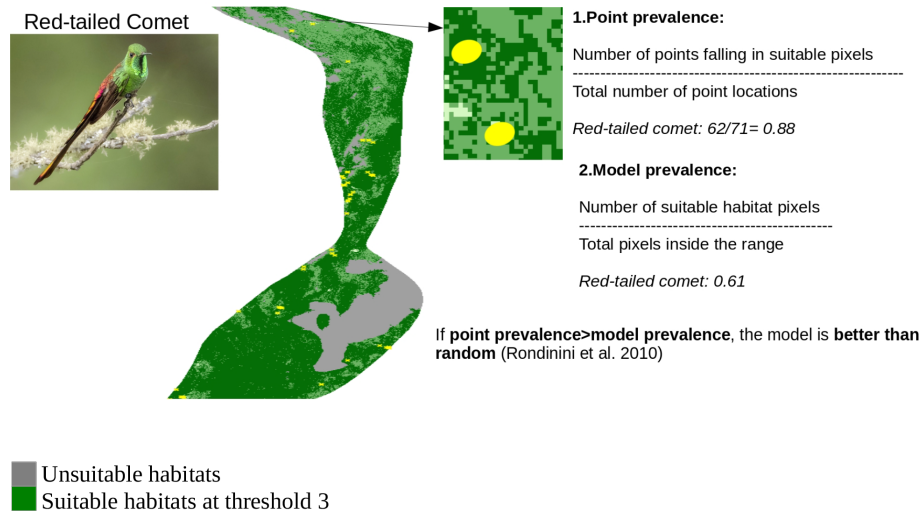 Red-tailed Comet
1.Point prevalence:
Number of points falling in suitable pixels
------------------------------------------------------------------
Total number of point locations
Red-tailed comet: 62/71= 0.88
2.Model prevalence:
Number of suitable habitat pixels
--------------------------------------------------
Total pixels inside the range
Red-tailed comet: 0.61
If point prevalence>model prevalence, the model is better than
random (Rondinini et al. 2010)
Unsuitable habitats
Suitable habitats at threshold 3